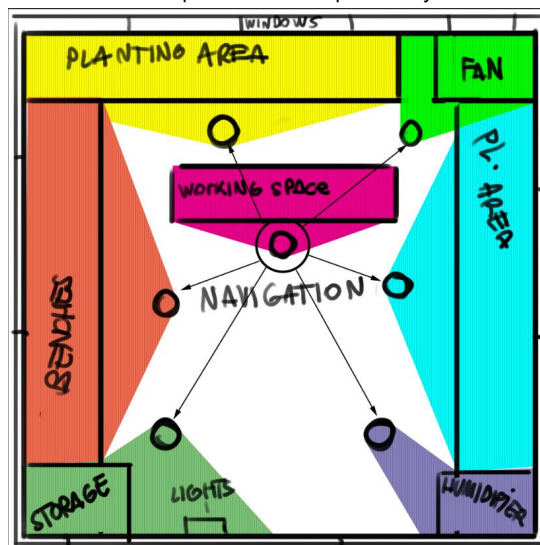 WINDOWS
PLANTING AREA
FAN
WORKING SPACE
PL. AREA
NAVIGATION
BENCHES
STORAGE
LIGHTS
HUMIDIFIER